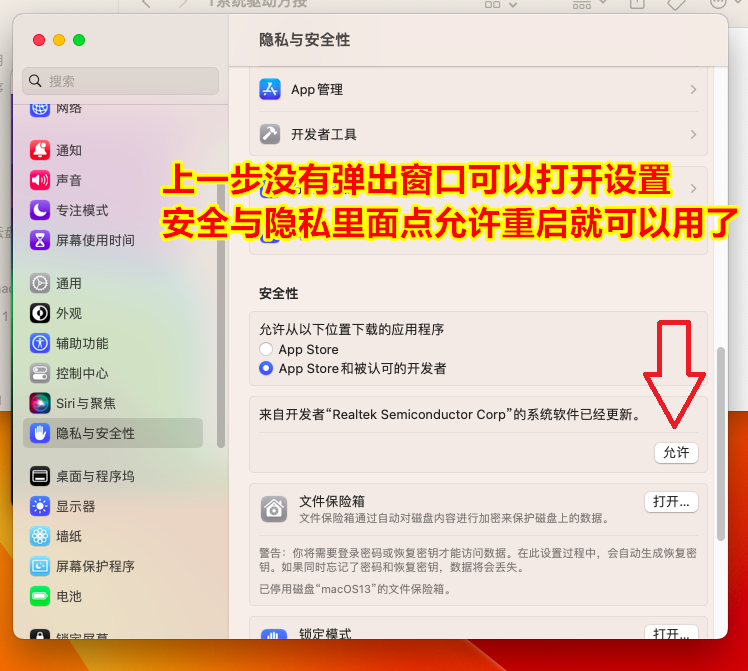 1系统驱动方按
隐私与安全性
搜索
网络
通知
声音
专注模式
屏幕使用时间
通用
外观
辅助功能
控制中心
Siri与聚焦
隐私与安全性
桌面与程序坞
显示器
墙纸
屏幕保护程序
电池
锁定屏幕
App管理
开发者工具
上一步没有弹出窗口可以打开设置
安全与隐私里面点允许重启就可以用了
安全性
允许从以下位置下载的应用程序
App Store
App Store和被认可的开发者
来自开发者“Realtek Semiconductor Corp”的系统软件已经更新。
允许
文件保险箱
打开...
文件保险箱通过自动对磁盘内容进行加密来保护磁盘上的数据。
警告：你将需要登录密码或恢复密钥才能访问数据。在此设置过程中，会自动生成恢复密
钥。如果同时忘记了密码和恢复密钥，数据将会丢失。
已停用磁盘“macOS13”的文件保险箱。
锁定模式
打开...